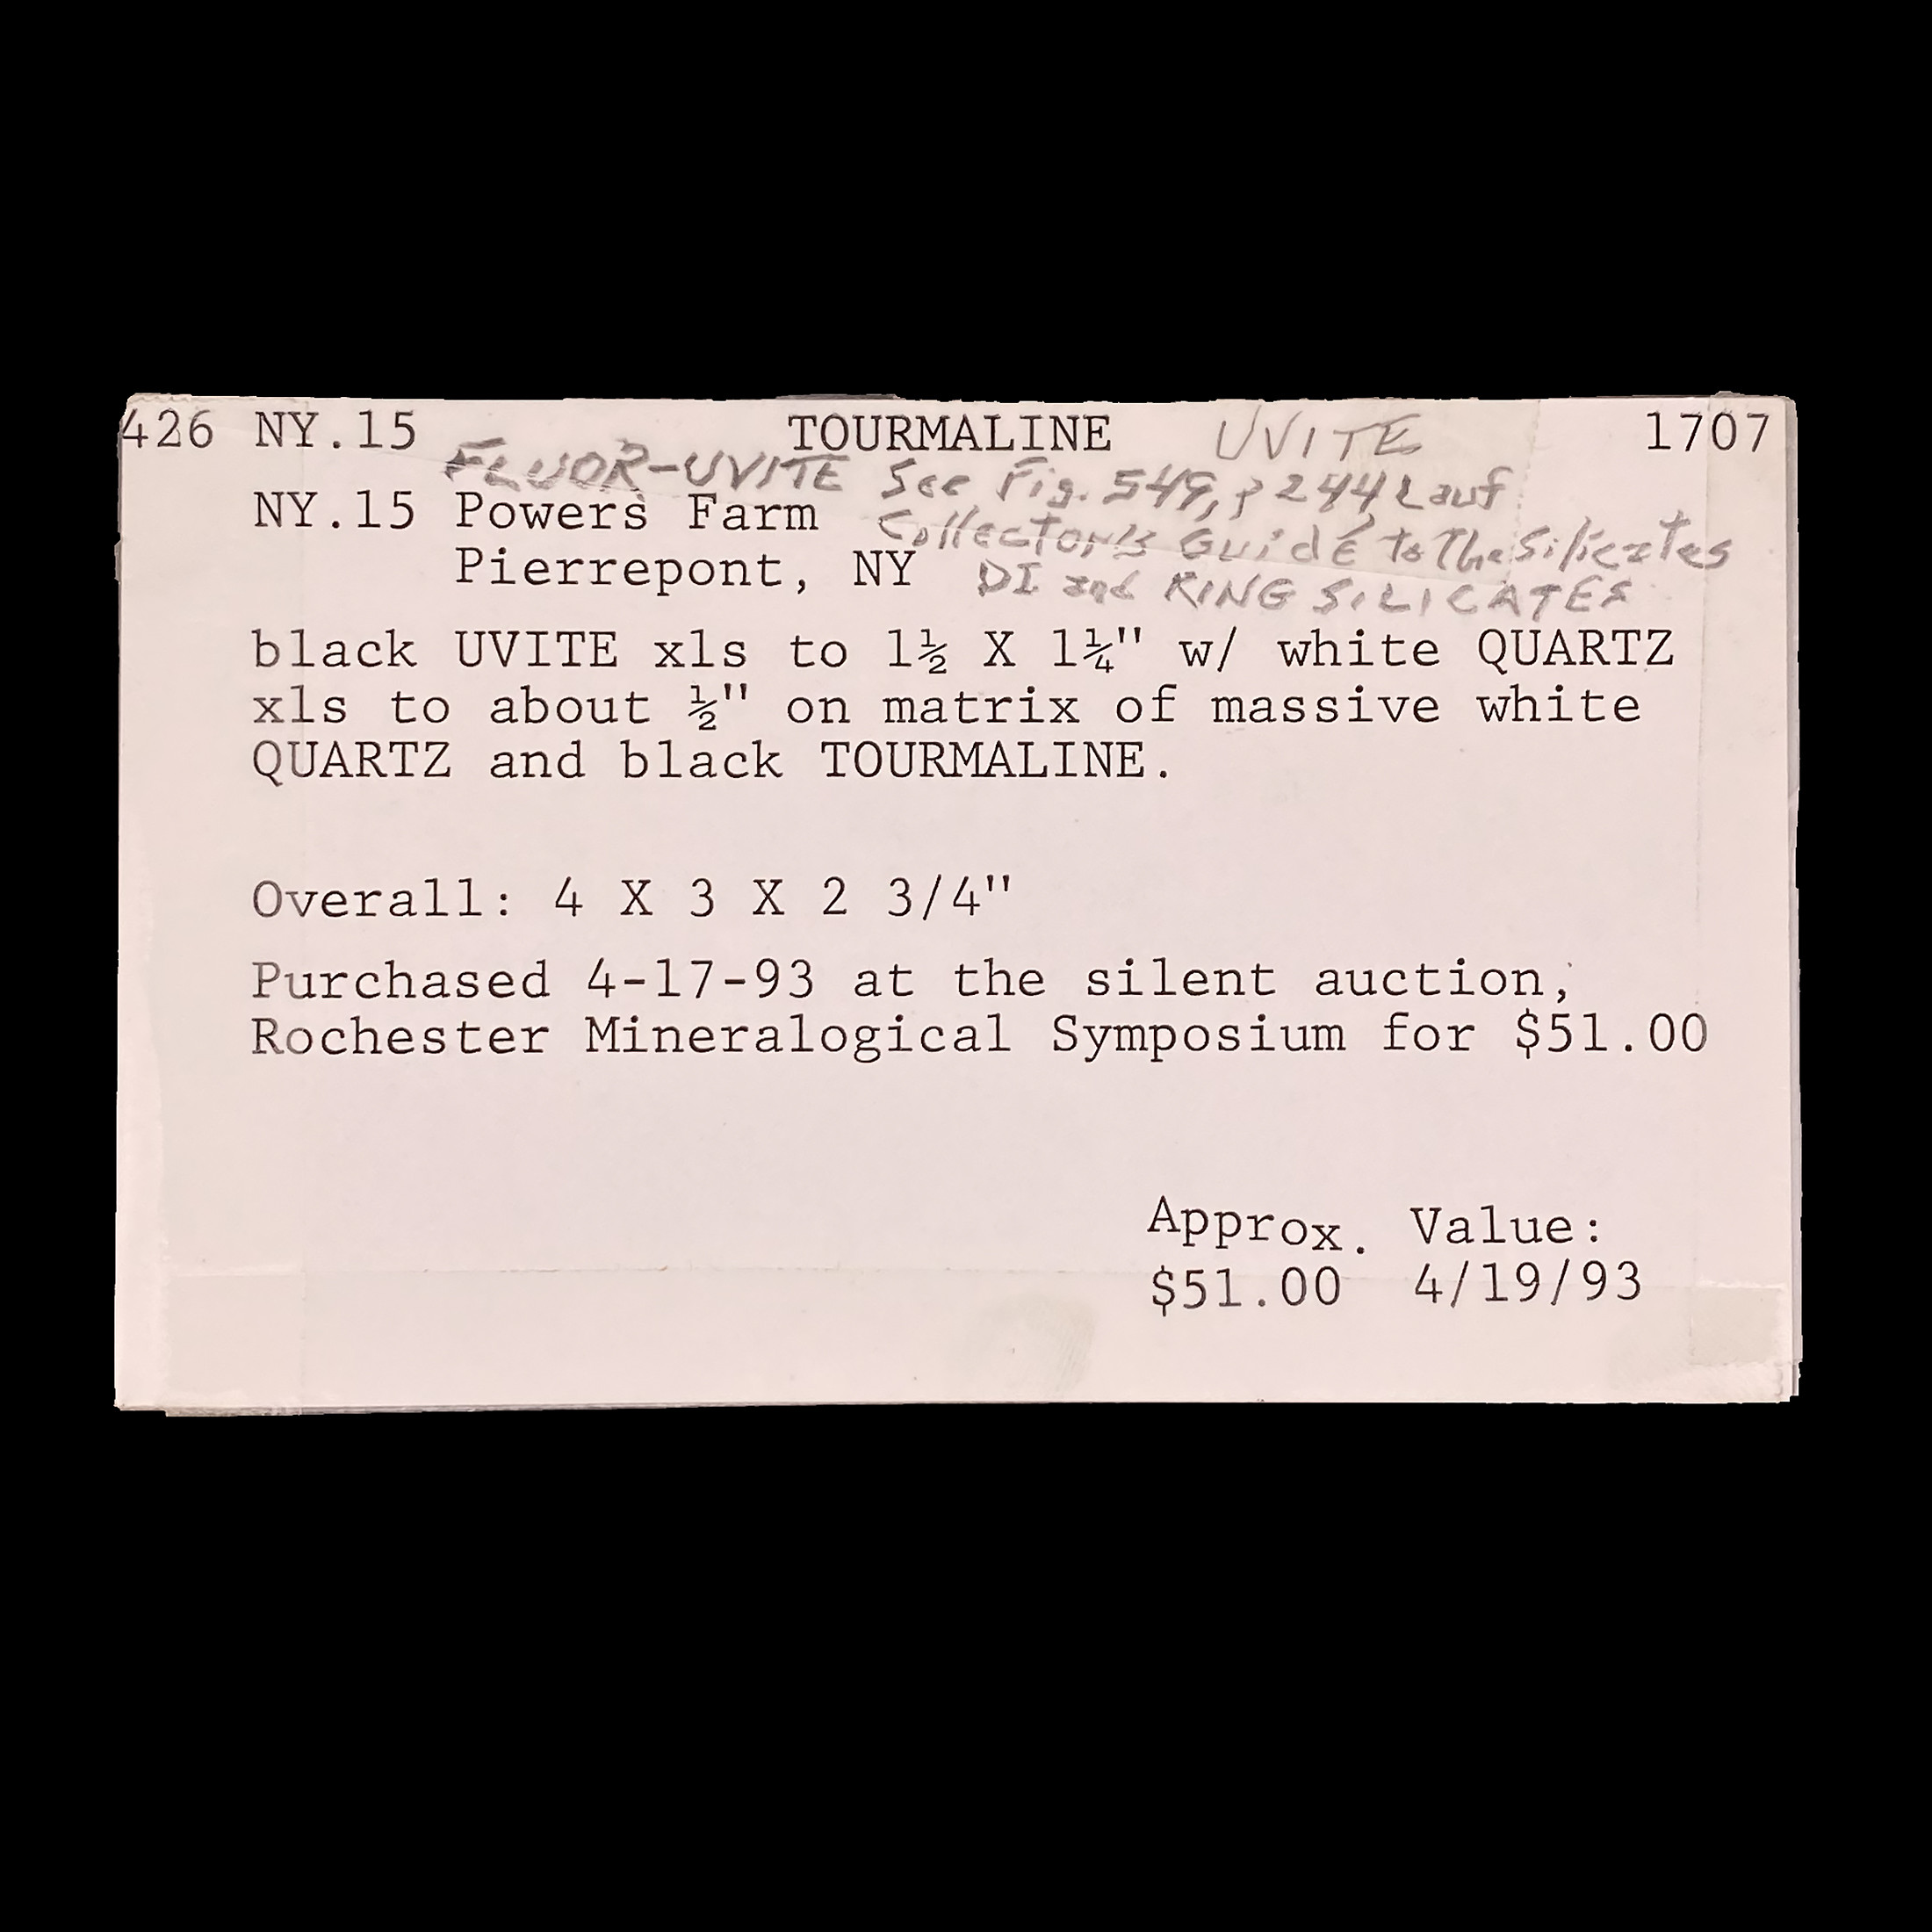 426 NY.15 TOURMALINE UVITE 1707
FLUOR-UVITE See Fig. 549, p 244 Lauf
NY.15 Powers Farm Collector's Guide to The Silicates
Pierrepont, NY DI and RING SILICATES
black UVITE xls to 1½ X 1¼" w/ white QUARTZ
xls to about ½" on matrix of massive white
QUARTZ and black TOURMALINE.
Overall: 4 X 3 X 2 3/4"
Purchased 4-17-93 at the silent auction,
Rochester Mineralogical Symposium for $51.00
Approx. Value:
$51.00 4/19/93